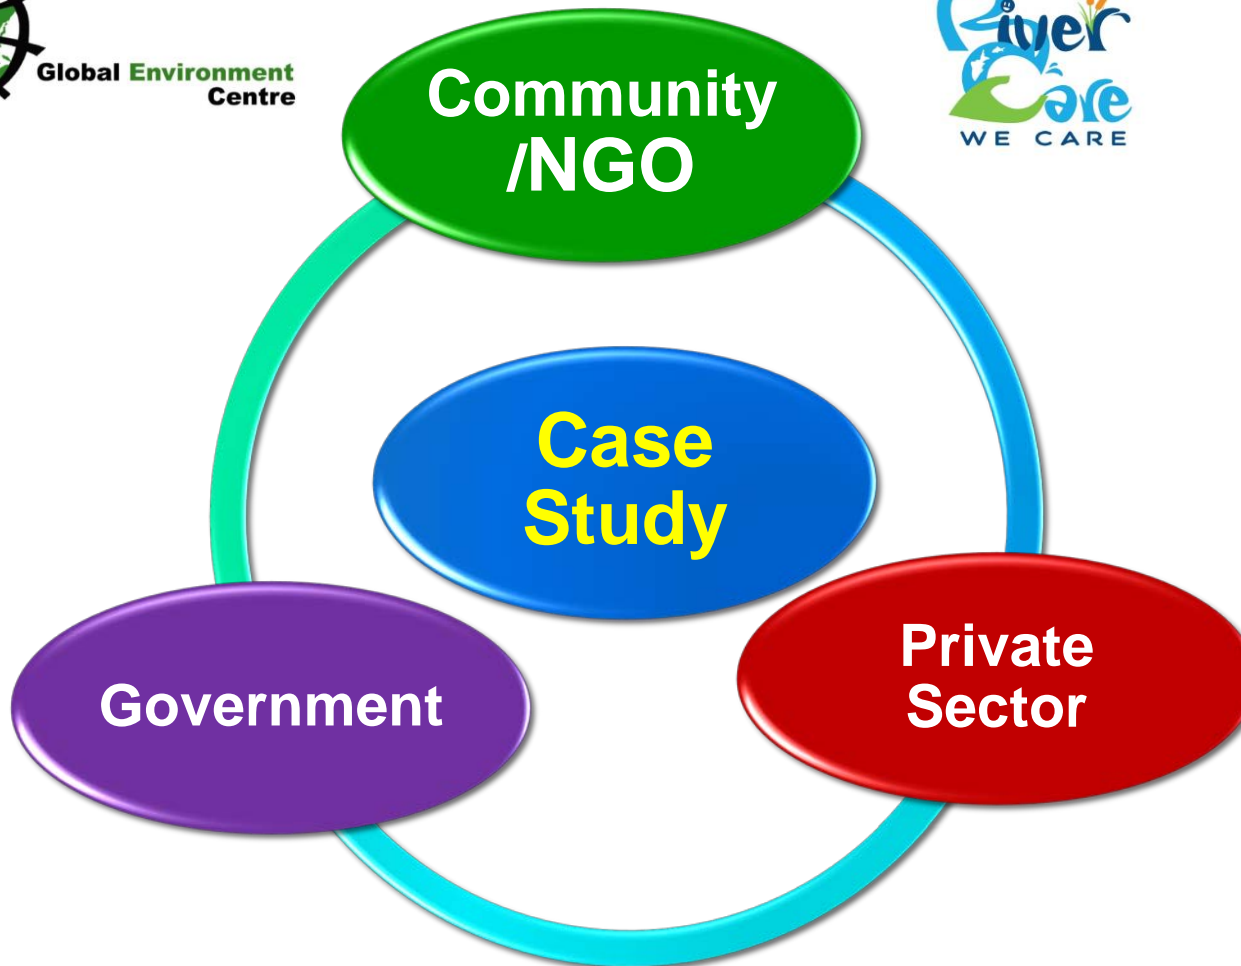 Global Environment
Centre
River
Care
WE CARE
Community
/NGO
Case
Study
Government
Private
Sector